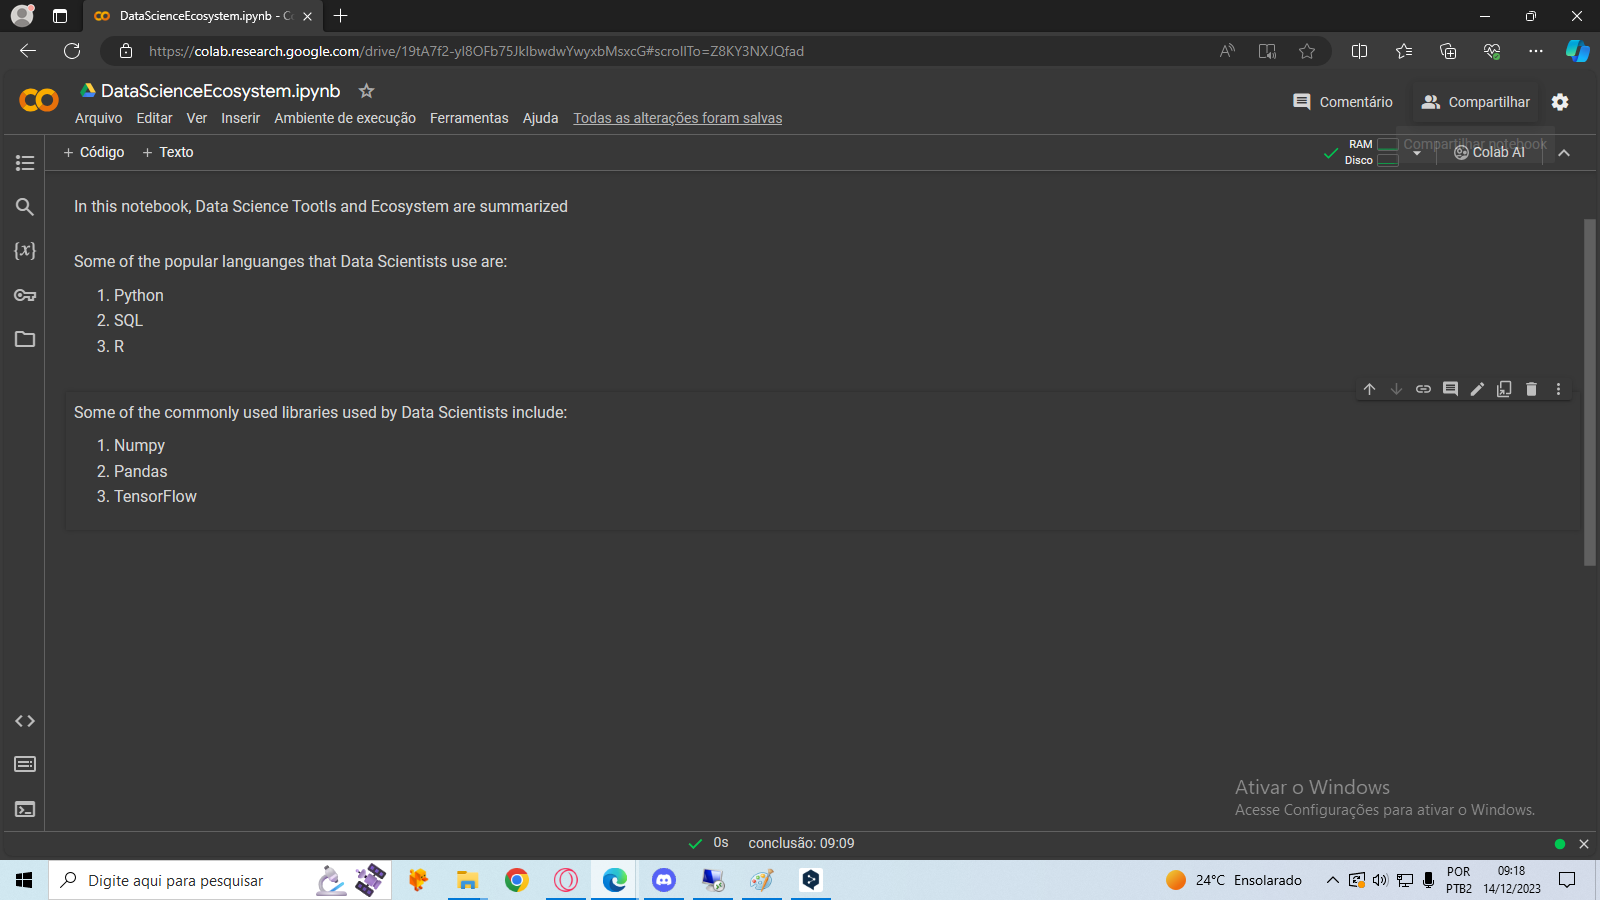 DataScienceEcosystem.ipynb - Co
https://colab.research.google.com/drive/19tA7f2-yI8OFb75JkIbwdwYwyxbMsxcG#scrollTo=Z8KY3NXJQfad
DataScienceEcosystem.ipynb
Comentário
Compartilhar
Arquivo Editar Ver Inserir Ambiente de execução Ferramentas Ajuda Todas as alterações foram salvas
+ Código + Texto
RAM
Disco
Compartilhar notebook
Colab AI
In this notebook, Data Science Tootls and Ecosystem are summarized
Some of the popular languanges that Data Scientists use are:
1. Python
2. SQL
3. R
Some of the commonly used libraries used by Data Scientists include:
1. Numpy
2. Pandas
3. TensorFlow
Ativar o Windows
Acesse Configurações para ativar o Windows.
0s conclusão: 09:09
Digite aqui para pesquisar
24°C Ensolarado
POR
PTB2
09:18
14/12/2023